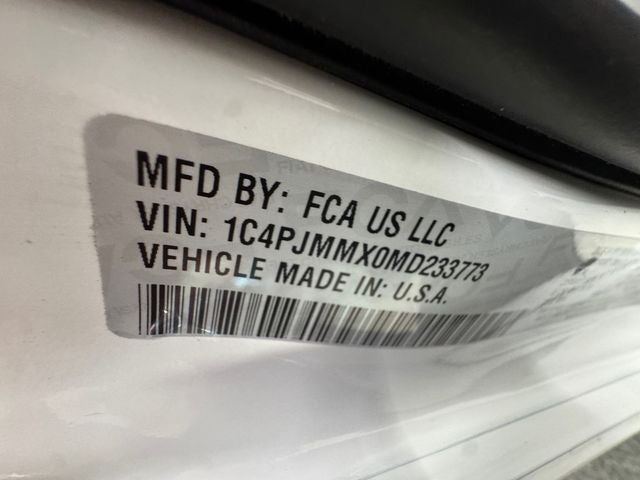 MFD BY: FCA US LLC
VIN: 1C4PJMMX0MD233773
VEHICLE MADE IN: U.S.A.